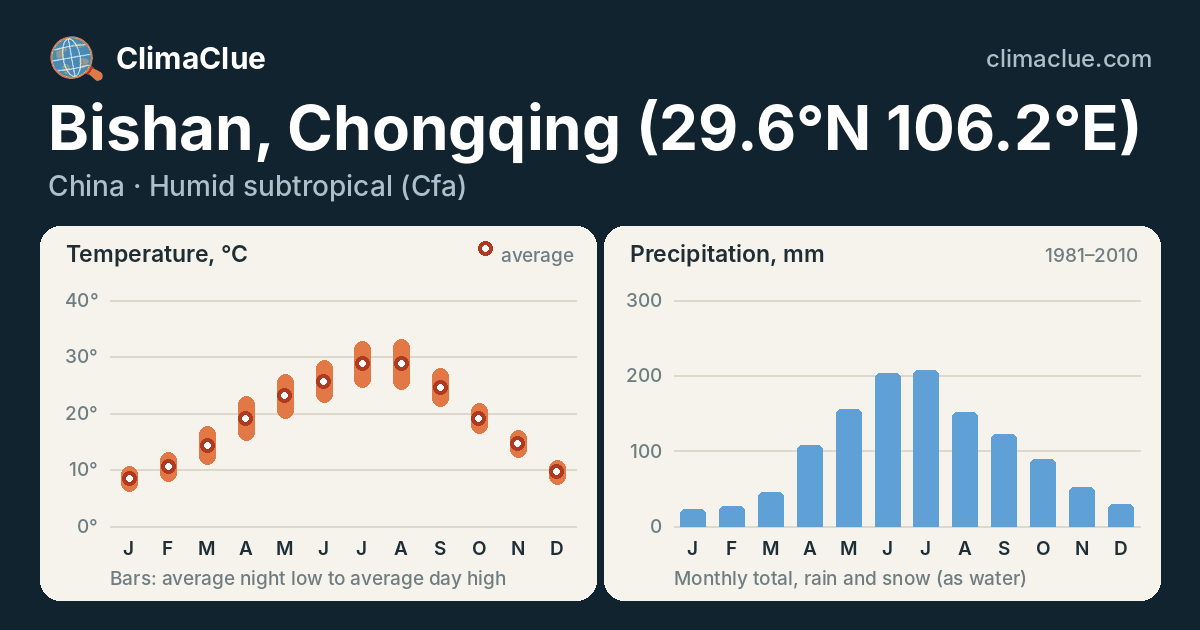 ClimaClue
climaclue.com
Bishan, Chongqing (29.6°N 106.2°E)
China · Humid subtropical (Cfa)
Temperature, °C
average
40°
30°
20°
10°
0°
J F M A M J J A S O N D
Bars: average night low to average day high
Precipitation, mm
1981–2010
300
200
100
0
J F M A M J J A S O N D
Monthly total, rain and snow (as water)